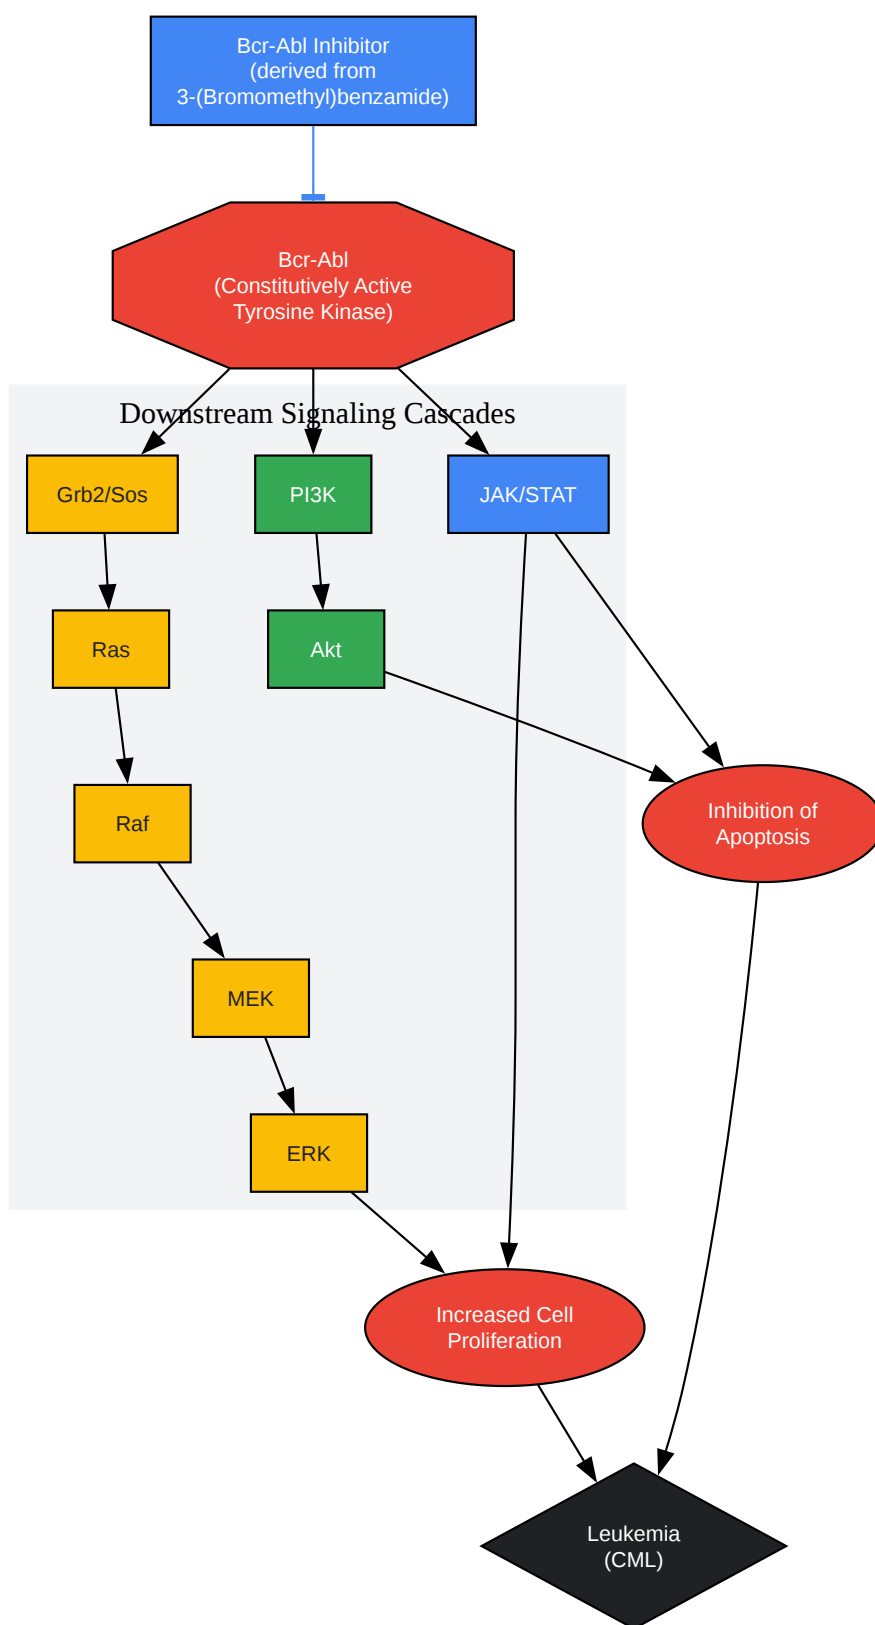 Bcr-Abl Inhibitor
(derived from
3-(Bromomethyl)benzamide)
Bcr-Abl
(Constitutively Active
Tyrosine Kinase)
Downstream Signaling Cascades
Grb2/Sos
PI3K
JAK/STAT
Ras
Akt
Raf
Inhibition of
Apoptosis
MEK
ERK
Increased Cell
Proliferation
Leukemia
(CML)